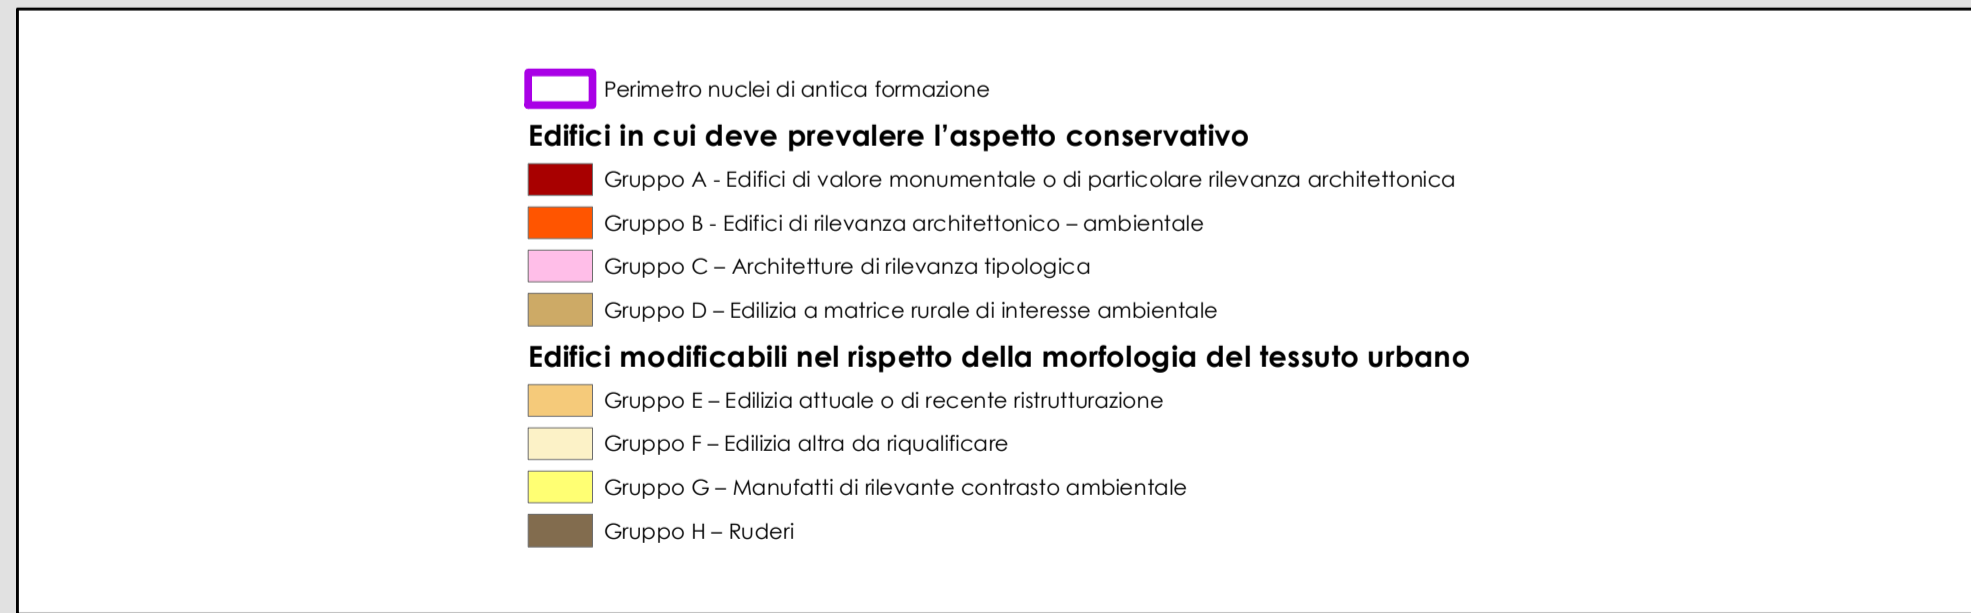 Perimetro nuclei di antica formazione
Edifici in cui deve prevalere l’aspetto conservativo
Gruppo A - Edifici di valore monumentale o di particolare rilevanza architettonica
Gruppo B - Edifici di rilevanza architettonico – ambientale
Gruppo C – Architetture di rilevanza tipologica
Gruppo D – Edilizia a matrice rurale di interesse ambientale
Edifici modificabili nel rispetto della morfologia del tessuto urbano
Gruppo E – Edilizia attuale o di recente ristrutturazione
Gruppo F – Edilizia altra da riqualificare
Gruppo G – Manufatti di rilevante contrasto ambientale
Gruppo H – Ruderi